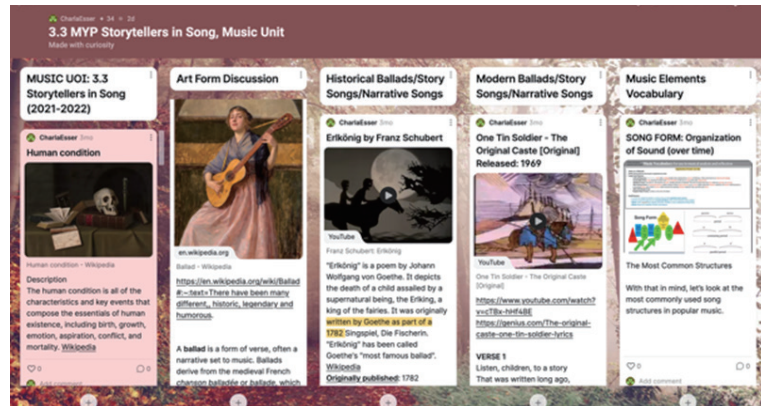 CharlaEsser • 34 • 3d
3.3 MYP Storytellers in Song, Music Unit
Made with curiosity
MUSIC UOI: 3.3
Storytellers in Song
(2021-2022)
CharlaEsser 3mo
Human condition
Human condition - Wikipedia
Description
The human condition is all of the
characteristics and key events that
compose the essentials of human
existence, including birth, growth,
emotion, aspiration, conflict, and
mortality. Wikipedia
0
0
Add comment
Art Form Discussion
en.wikipedia.org
Ballad - Wikipedia
https://en.wikipedia.org/wiki/Ballad
#:~:text=There have been many
different,, historic, legendary and
humorous.
A ballad is a form of verse, often a
narrative set to music. Ballads
derive from the medieval French
chanson balladée or ballade, which
Historical Ballads/Story
Songs/Narrative Songs
CharlaEsser 3mo
Erlkönig by Franz Schubert
YouTube
Franz Schubert: Erlkönig
"Erlkönig" is a poem by Johann
Wolfgang von Goethe. It depicts
the death of a child assailed by a
supernatural being, the Erlking, a
king of the fairies. It was originally
written by Goethe as part of a
1782 Singspiel, Die Fischerin.
"Erlkönig" has been called
Goethe's "most famous ballad".
Wikipedia
Originally published: 1782
Modern Ballads/Story
Songs/Narrative Songs
CharlaEsser 3mo
One Tin Soldier - The
Original Caste [Original]
Released: 1969
YouTube
One Tin Soldier - The Original Caste
[Original]
https://www.youtube.com/watch?
v=cTBx-hHf4BE
https://genius.com/The-original-
caste-one-tin-soldier-lyrics
VERSE 1
Listen, children, to a story
That was written long ago,
Music Elements
Vocabulary
CharlaEsser 3mo
SONG FORM: Organization
of Sound (over time)
Song Form
The Most Common Structures
With that in mind, let's look at the
most commonly used song
structures in popular music.
0
0
Add comment